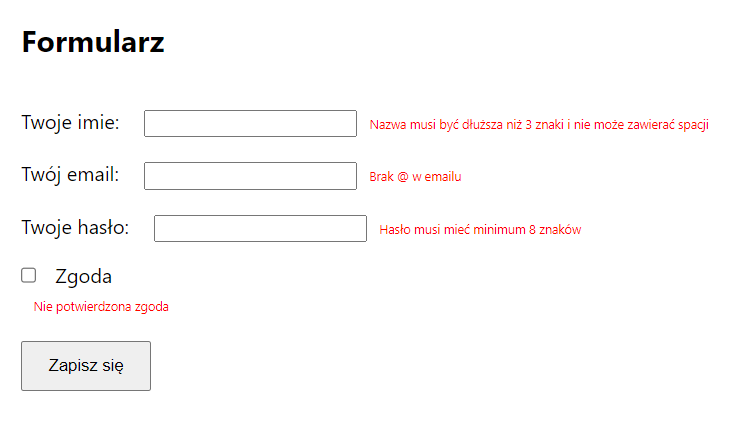 Formularz
Twoje imie: Nazwa musi być dłuższa niż 3 znaki i nie może zawierać spacji
Twój email: Brak @ w emailu
Twoje hasło: Hasło musi mieć minimum 8 znaków
Zgoda
Nie potwierdzona zgoda
Zapisz się